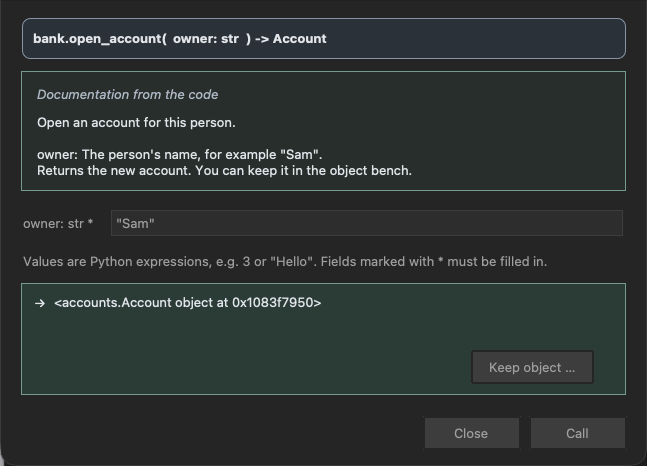 bank.open_account( owner: str ) -> Account
Documentation from the code
Open an account for this person.
owner: The person's name, for example "Sam".
Returns the new account. You can keep it in the object bench.
owner: str * "Sam"
Values are Python expressions, e.g. 3 or "Hello". Fields marked with * must be filled in.
→ <accounts.Account object at 0x1083f7950>
Keep object ...
Close Call